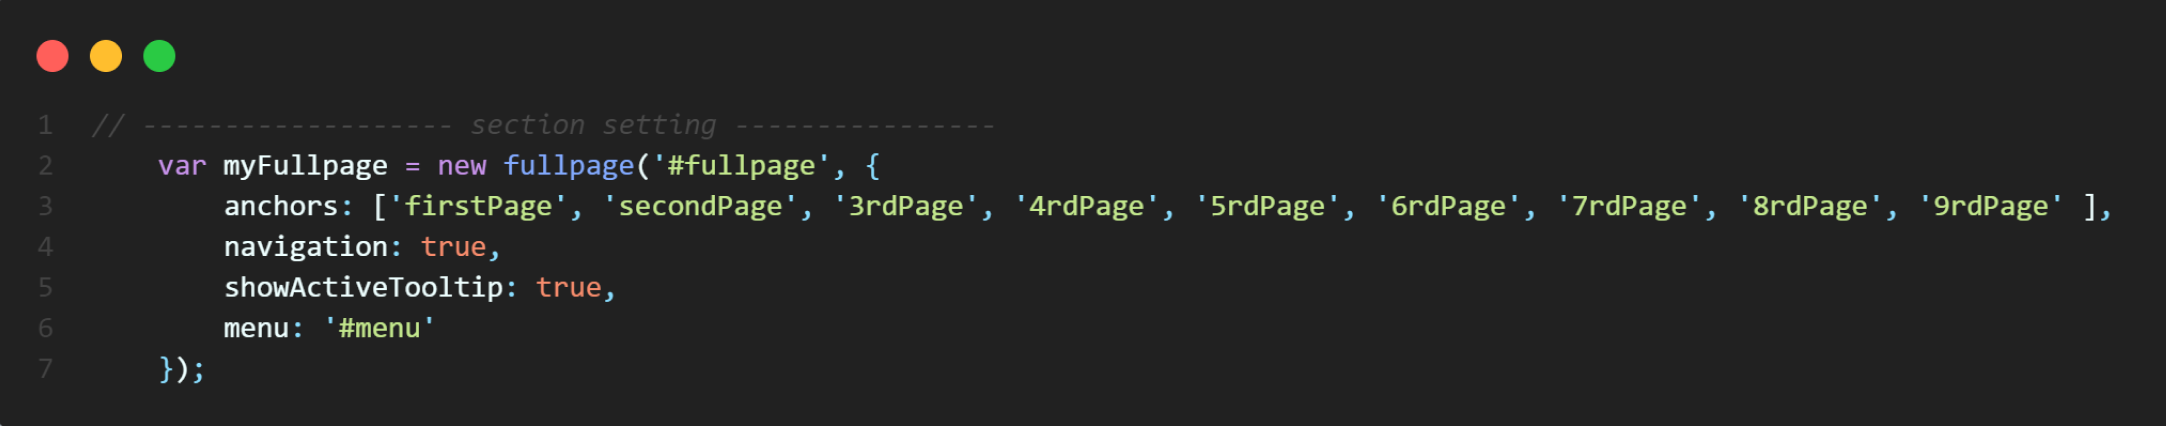 1 // ------------------- section setting ----------------
2 var myFullpage = new fullpage('#fullpage', {
3 anchors: ['firstPage', 'secondPage', '3rdPage', '4rdPage', '5rdPage', '6rdPage', '7rdPage', '8rdPage', '9rdPage' ],
4 navigation: true,
5 showActiveTooltip: true,
6 menu: '#menu'
7 });